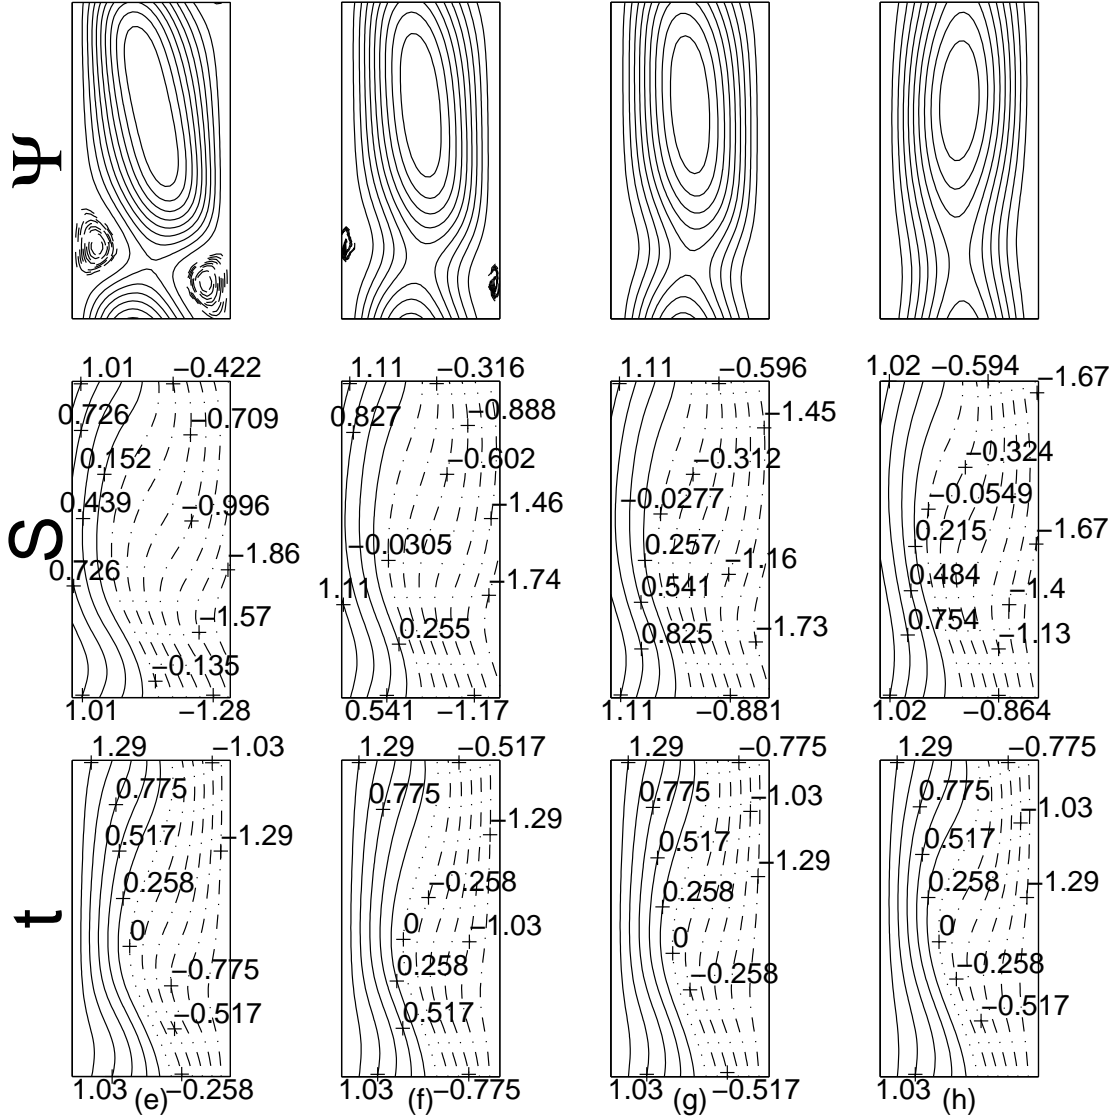 Ψ
1.01 −0.422 1.11 −0.316 1.11 −0.596 1.02 −0.594 −1.67
0.726 −0.709 0.827 −0.888 −1.45
0.152 −0.602 −0.312 −0.324
0.439 −0.996 −1.46 −0.0277 −0.0549
S
−1.86 −0.0305 0.257 −1.16 0.215 −1.67
0.726 1.11 −1.74 0.541 0.484 −1.4
−1.57 0.255 0.825 −1.73 0.754 −1.13
−0.135
1.01 −1.28 0.541 −1.17 1.11 −0.881 1.02 −0.864
1.29 −1.03 1.29 −0.517 1.29 −0.775 1.29 −0.775
0.775 0.775 0.775 −1.03 0.775 −1.03
0.517 −1.29 −1.29 0.517 −1.29 0.517
0.258 −0.258 0.258 0.258 −1.29
t
0 0 −1.03 0 0
−0.775 0.258 −0.258 −0.258
−0.517 0.517 −0.517
1.03 (e) −0.258 (f) −0.775 1.03 (g) −0.517 1.03 (h)
1.03